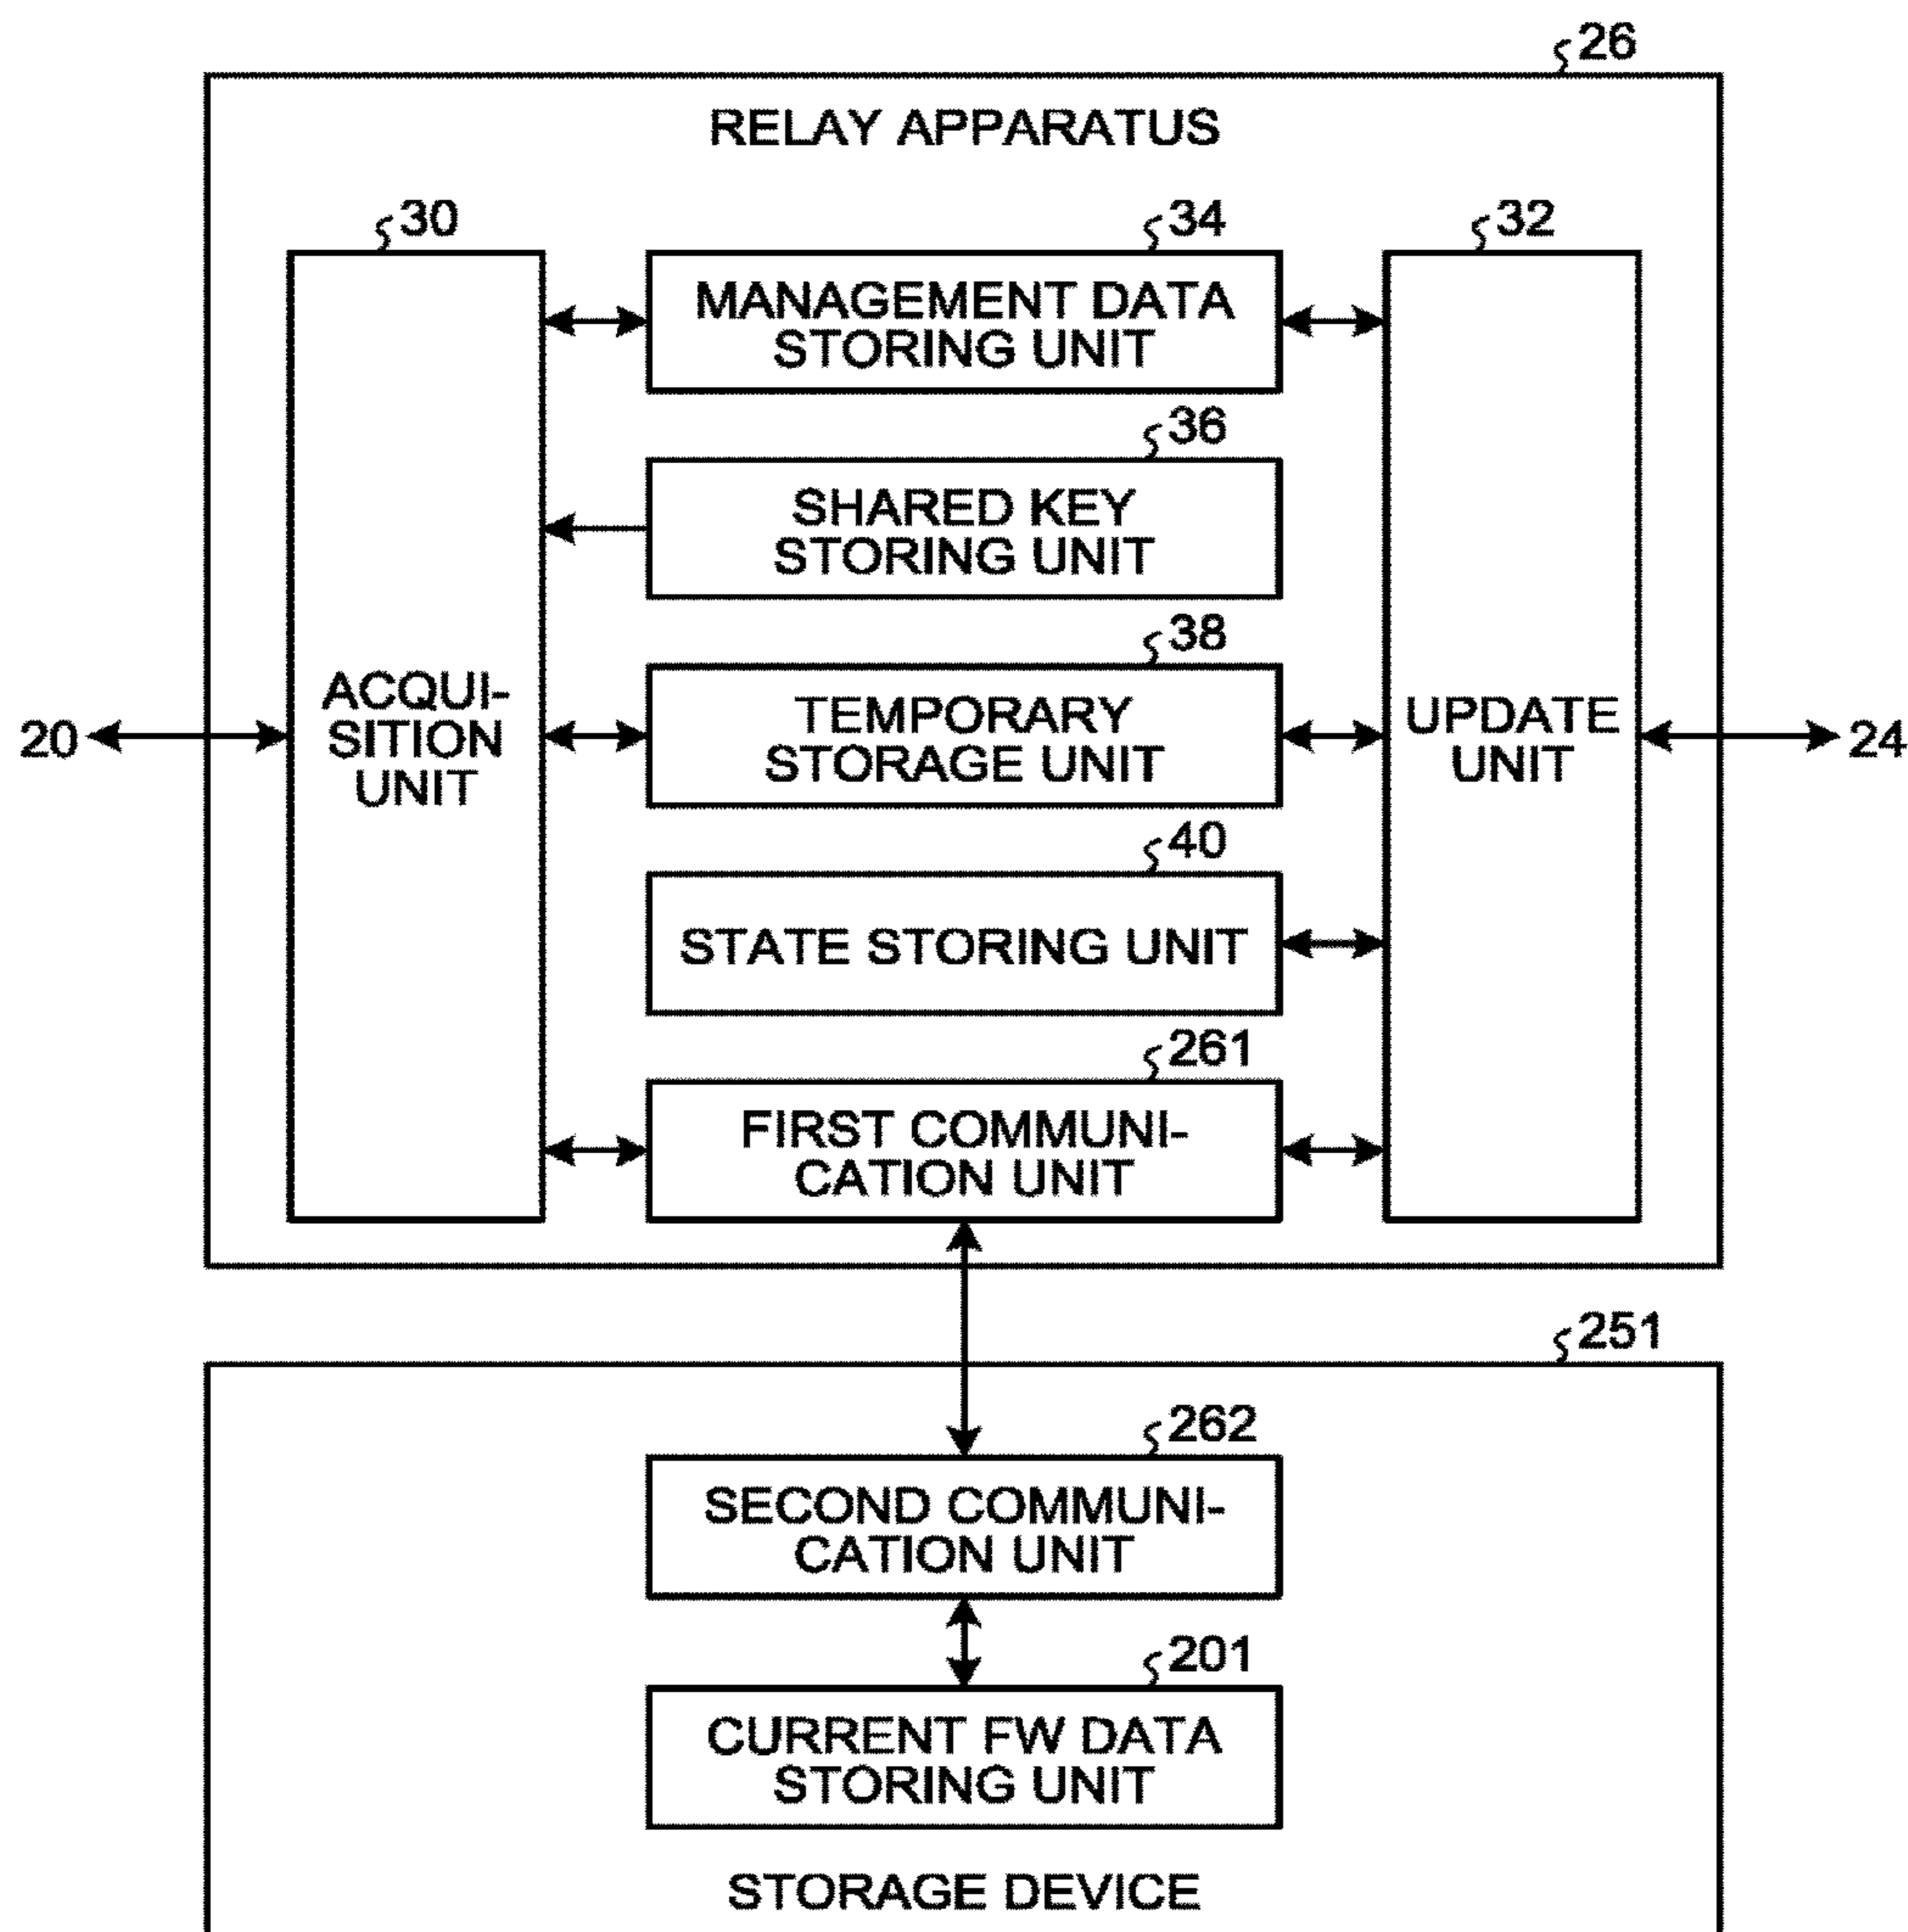 26
RELAY APPARATUS
30
34
32
MANAGEMENT DATA
STORING UNIT
36
SHARED KEY
STORING UNIT
38
20
ACQUI-
SITION
UNIT
TEMPORARY
STORAGE UNIT
UPDATE
UNIT
24
40
STATE STORING UNIT
261
FIRST COMMUNI-
CATION UNIT
251
262
SECOND COMMUNI-
CATION UNIT
201
CURRENT FW DATA
STORING UNIT
STORAGE DEVICE